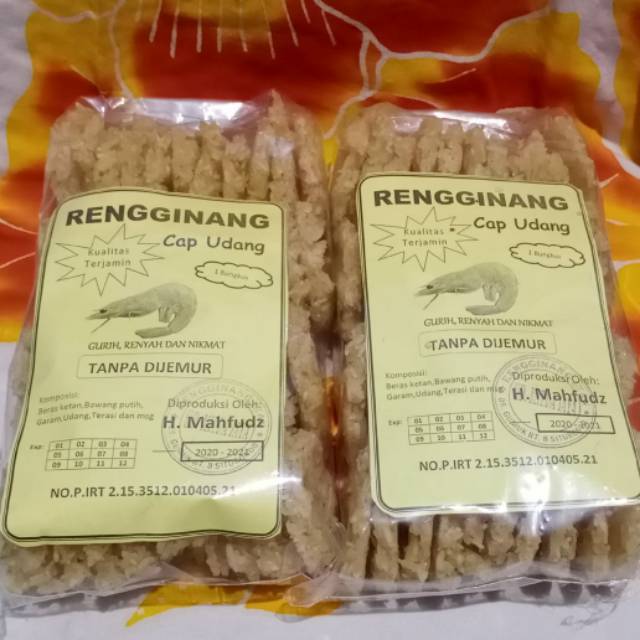 RENGGINANG
Cap Udang
Kualitas
Terjamin
1 Bungkus
GURIH, RENYAH DAN NIKMAT
TANPA DIJEMUR
Komposisi:
Beras ketan,Bawang putih,
Garam,Udang,Terasi dan msg
Diproduksi Oleh:
H. Mahfudz
Exp:
01 02 03 04
05 06 07 08
09 10 11 12
2020 - 2021
NO.P.IRT 2.15.3512.010405.21
RENGGINANG
Cap Udang
Kualitas
Terjamin
1 Bungkus
GURIH, RENYAH DAN NIKMAT
TANPA DIJEMUR
Komposisi:
Beras ketan,Bawang putih,
Garam,Udang,Terasi dan msg
Diproduksi Oleh:
H. Mahfudz
Exp:
01 02 03 04
05 06 07 08
09 10 11 12
2020 - 2021
NO.P.IRT 2.15.3512.010405.21